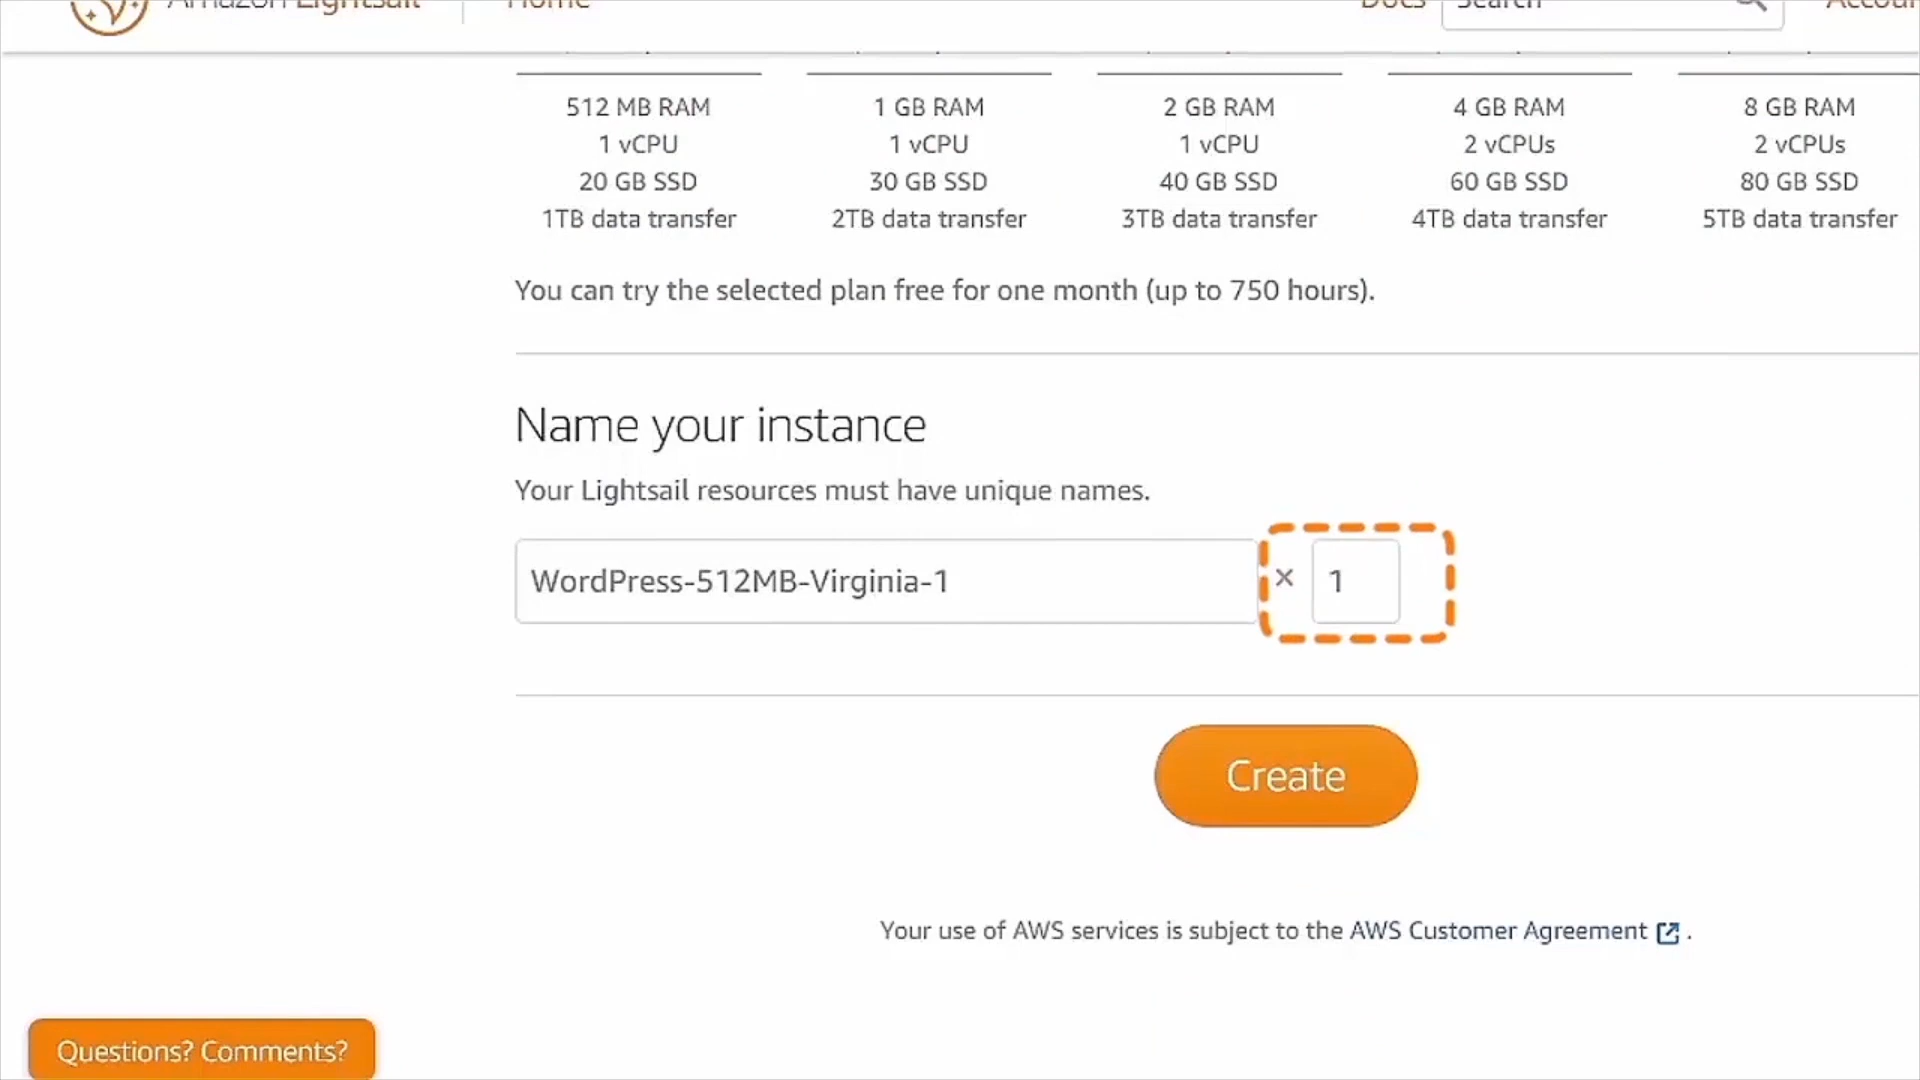 Amazon Lightsail Home Docs Search
512 MB RAM 1 GB RAM 2 GB RAM 4 GB RAM 8 GB RAM
1 vCPU 1 vCPU 1 vCPU 2 vCPUs 2 vCPUs
20 GB SSD 30 GB SSD 40 GB SSD 60 GB SSD 80 GB SSD
1TB data transfer 2TB data transfer 3TB data transfer 4TB data transfer 5TB data transfer
You can try the selected plan free for one month (up to 750 hours).
Name your instance
Your Lightsail resources must have unique names.
WordPress-512MB-Virginia-1 × 1
Create
Your use of AWS services is subject to the AWS Customer Agreement .
Questions? Comments?